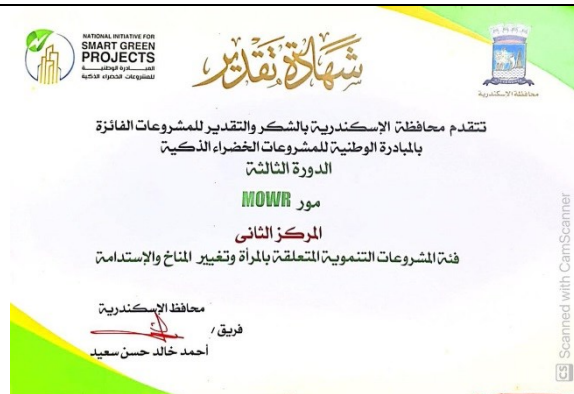 NATIONAL INITIATIVE FOR
SMART GREEN
PROJECTS
المبادرة الوطنية
للمشروعات الخضراء الذكية
شهادة تقدير
محافظة الإسكندرية
تتقدم محافظة الإسكندرية بالشكر والتقدير للمشروعات الفائزة
بالمبادرة الوطنية للمشروعات الخضراء الذكية
الدورة الثالثة
مور MOWR
المركز الثانى
فئة المشروعات التنموية المتعلقة بالمرأة وتغيير المناخ والإستدامة
محافظ الإسكندرية
فريق /
أحمد خالد حسن سعيد
CS Scanned with CamScanner